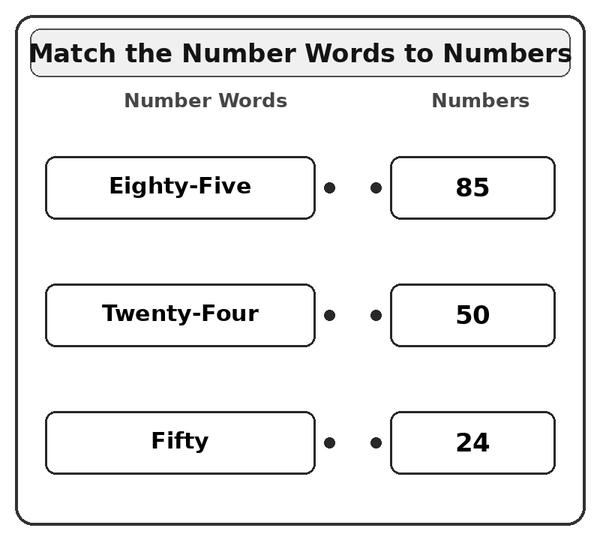 Match the Number Words to Numbers
Number Words Numbers
Eighty-Five 85
Twenty-Four 50
Fifty 24